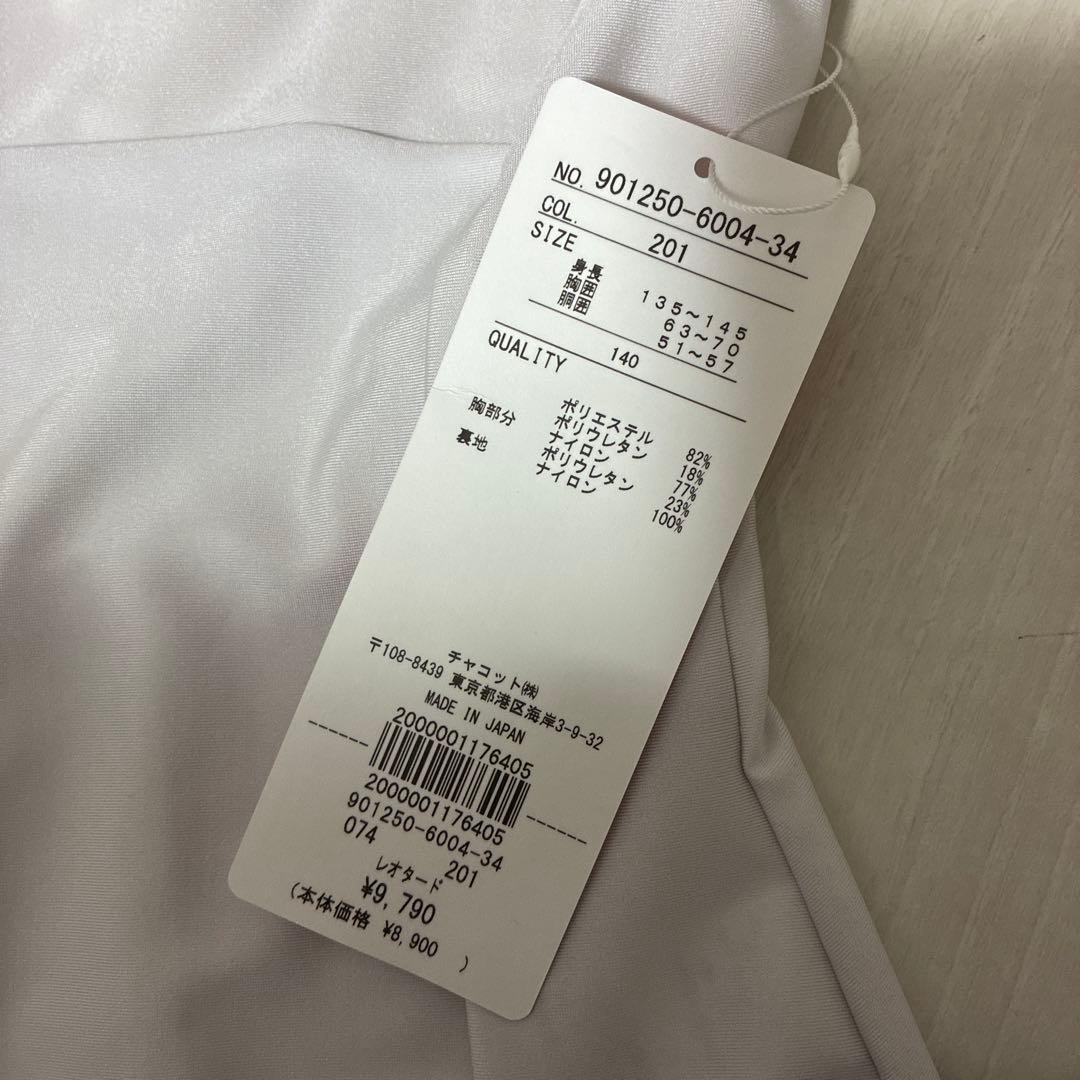 NO. 901250-6004-34
COL. 201
SIZE
身長 135~145
胸囲 63~70
胴囲 51~57
140
QUALITY
ポリエステル 82%
ポリウレタン 18%
胸部分 ナイロン 77%
ポリウレタン 23%
裏地 ナイロン 100%
チャコット㈱
〒108-8439 東京都港区海岸3-9-32
MADE IN JAPAN
2000001176405
2000001176405
901250-6004-34
074 201
レオタード
¥9,790
(本体価格 ¥8,900 )